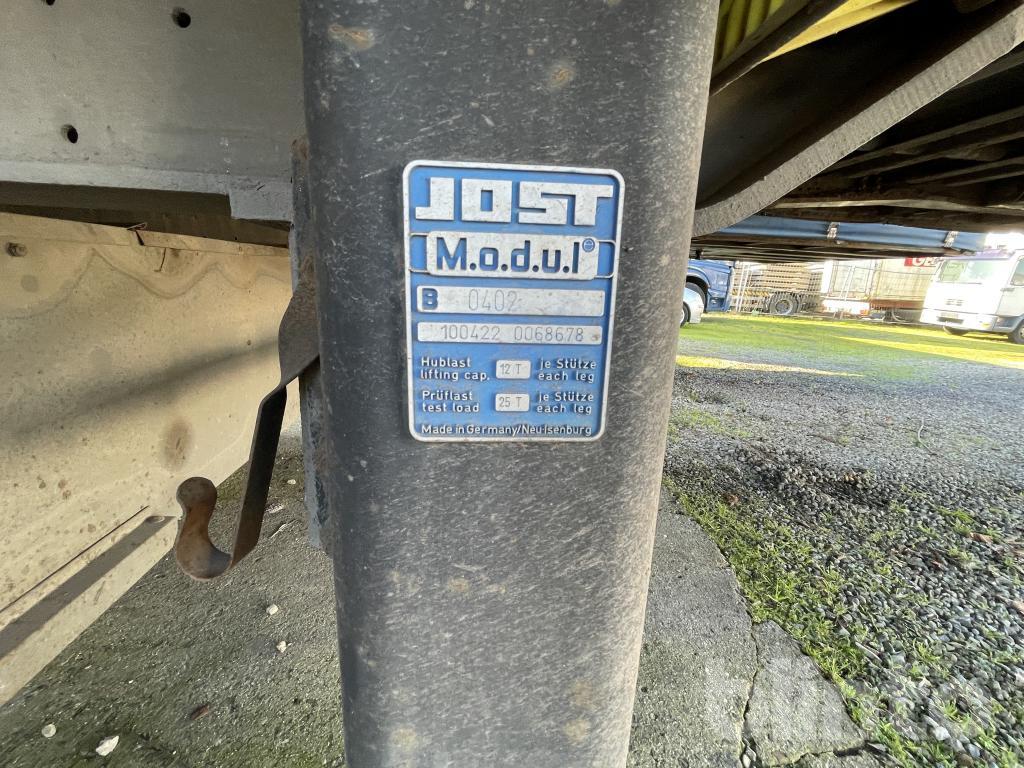 JOST
M.o.d.u.l®
B 0402
100422 0068678
Hublast 12 T je Stütze
lifting cap. each leg
Prüflast 25 T je Stütze
test load each leg
Made in Germany/Neu-Isenburg